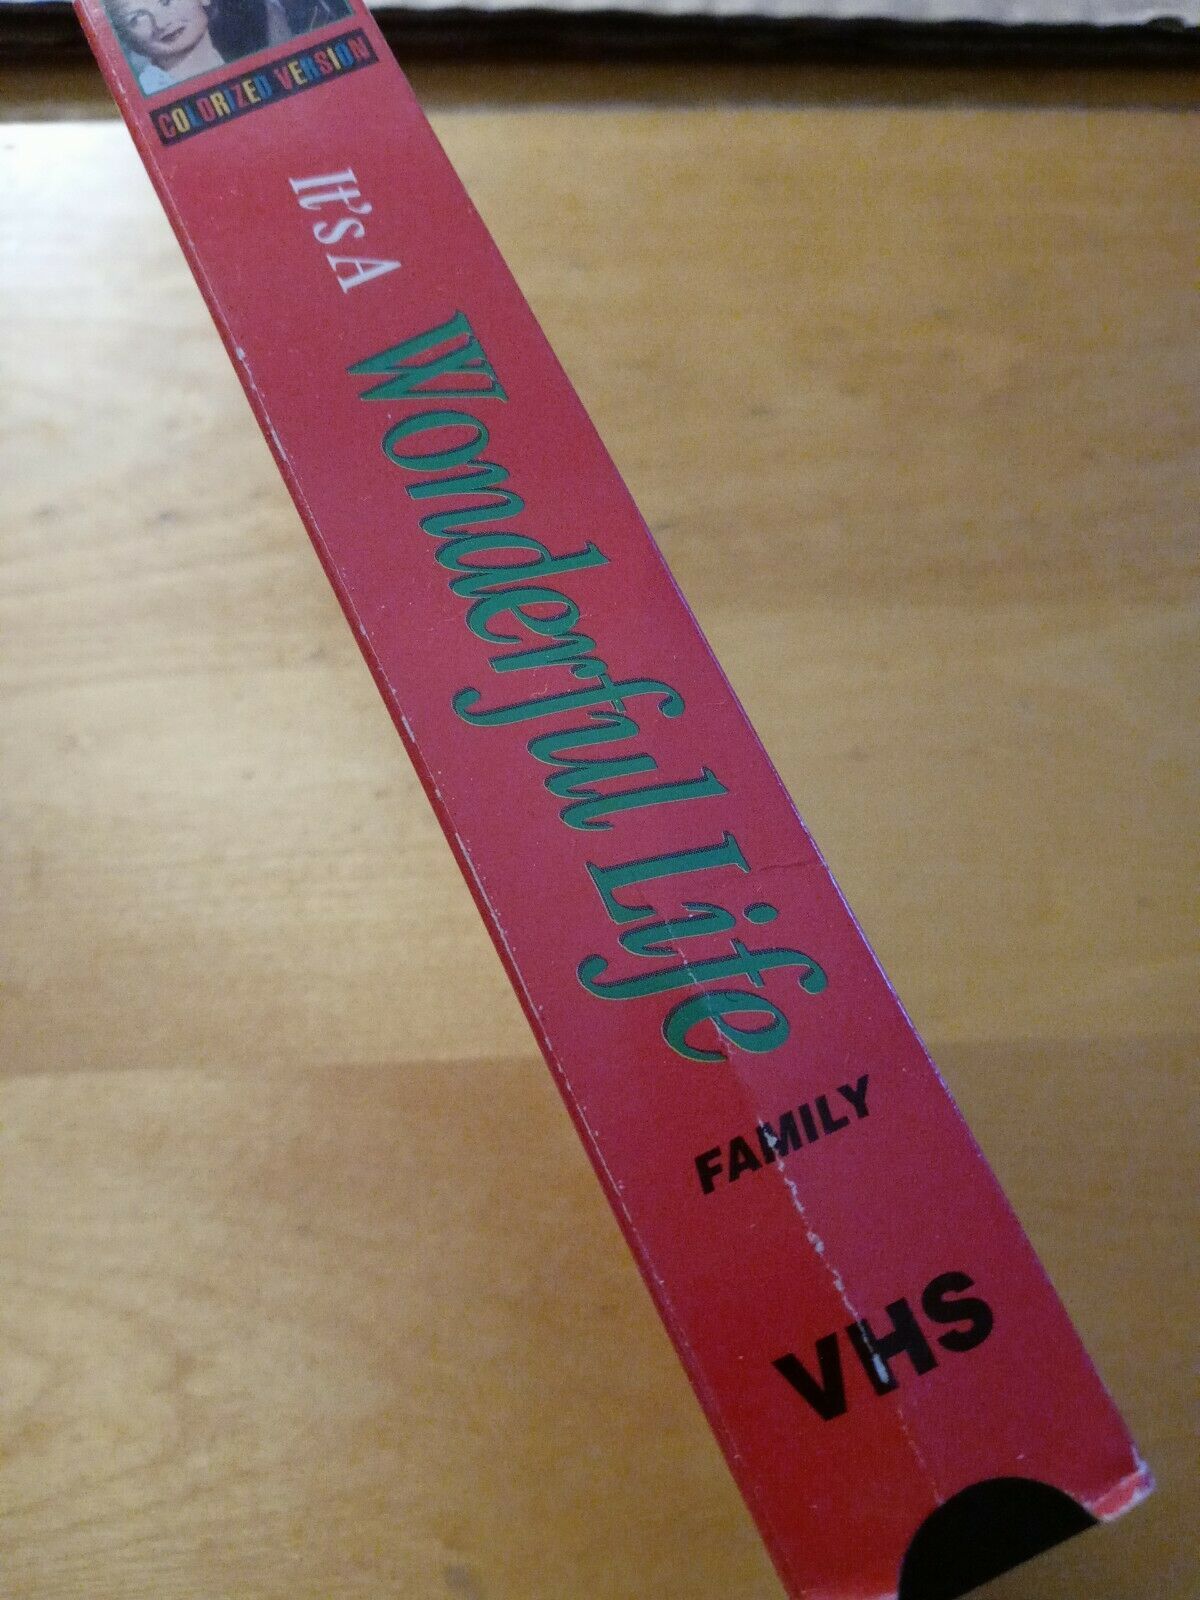 COLORIZED VERSION
It's A
Wonderful Life
FAMILY
VHS